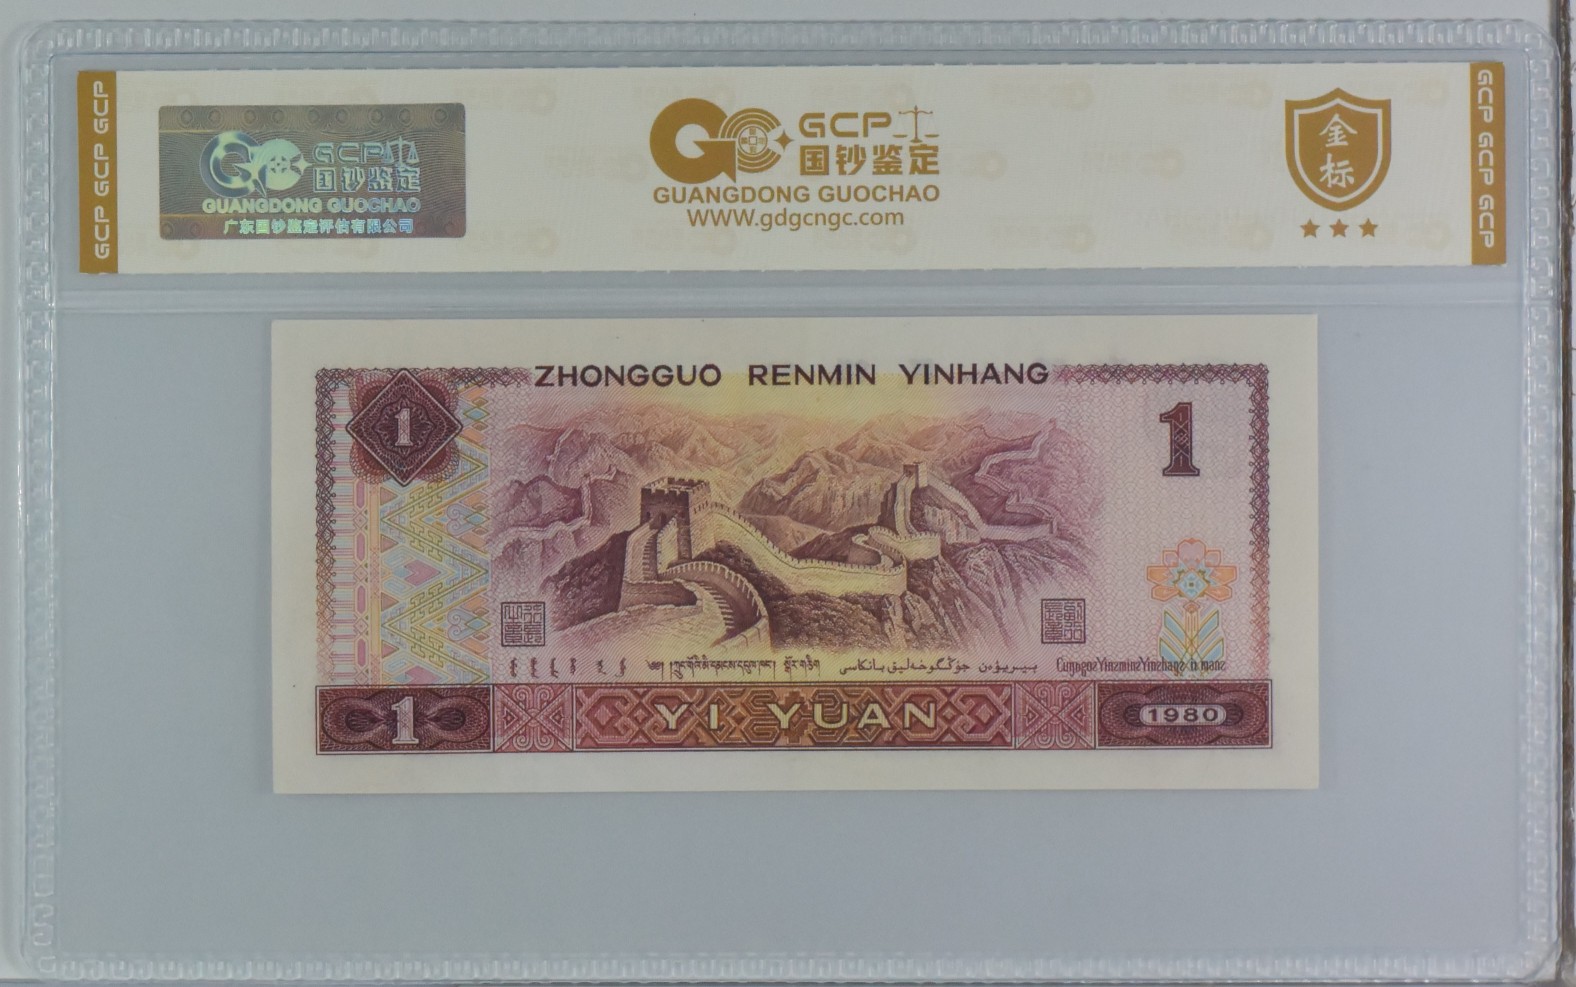 GCP GCP GCP
GCP
国钞鉴定
GUANGDONG GUOCHAO
广东国钞鉴定评估有限公司
GCP
国钞鉴定
GUANGDONG GUOCHAO
WWW.gdgcngc.com
金
标
GCP GCP GCP
ZHONGGUO RENMIN YINHANG
1
1
1
YI YUAN
1980